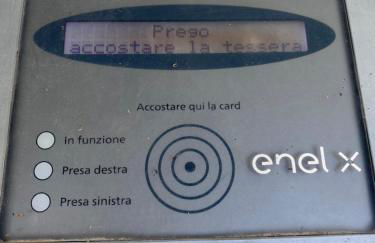 Prego
accostare la tessera
Accostare qui la card
In funzione
Presa destra
Presa sinistra
enel x